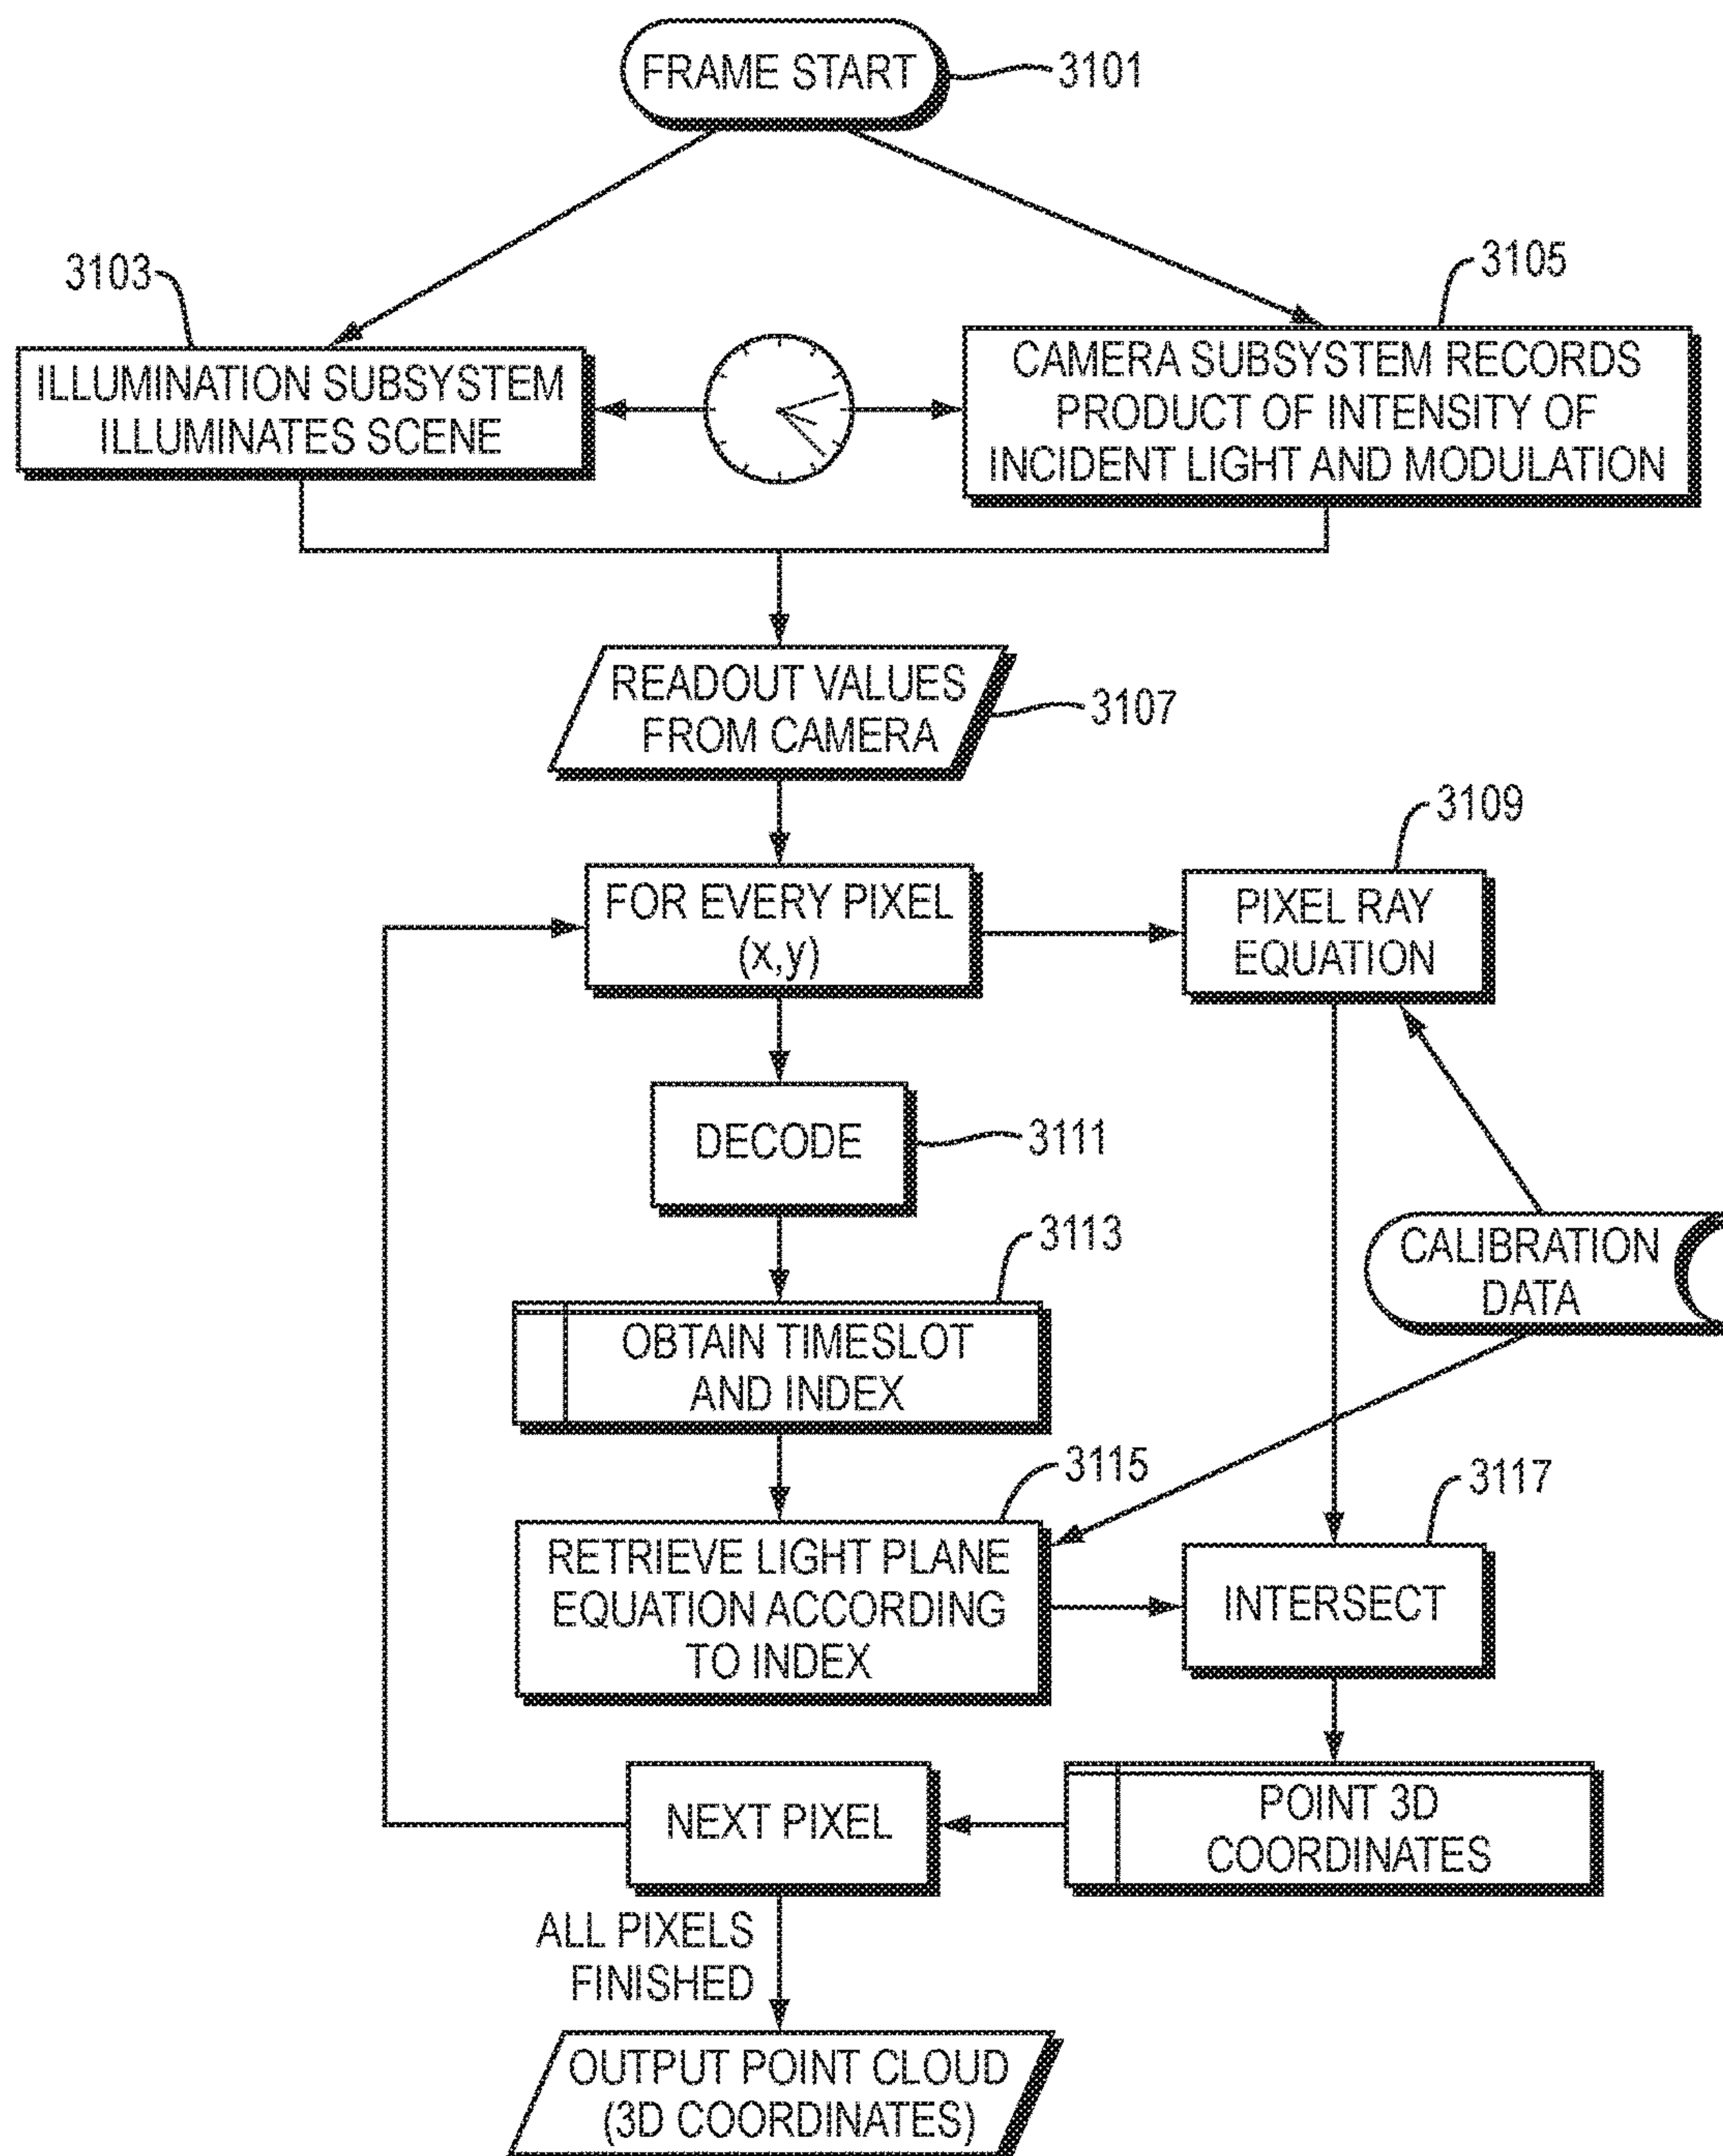 FRAME START
3101
3103
3105
ILLUMINATION SUBSYSTEM
ILLUMINATES SCENE
CAMERA SUBSYSTEM RECORDS
PRODUCT OF INTENSITY OF
INCIDENT LIGHT AND MODULATION
READOUT VALUES
FROM CAMERA
3107
3109
FOR EVERY PIXEL
(x,y)
PIXEL RAY
EQUATION
DECODE
3111
3113
CALIBRATION
DATA
OBTAIN TIMESLOT
AND INDEX
3115
3117
RETRIEVE LIGHT PLANE
EQUATION ACCORDING
TO INDEX
INTERSECT
NEXT PIXEL
POINT 3D
COORDINATES
ALL PIXELS
FINISHED
OUTPUT POINT CLOUD
(3D COORDINATES)